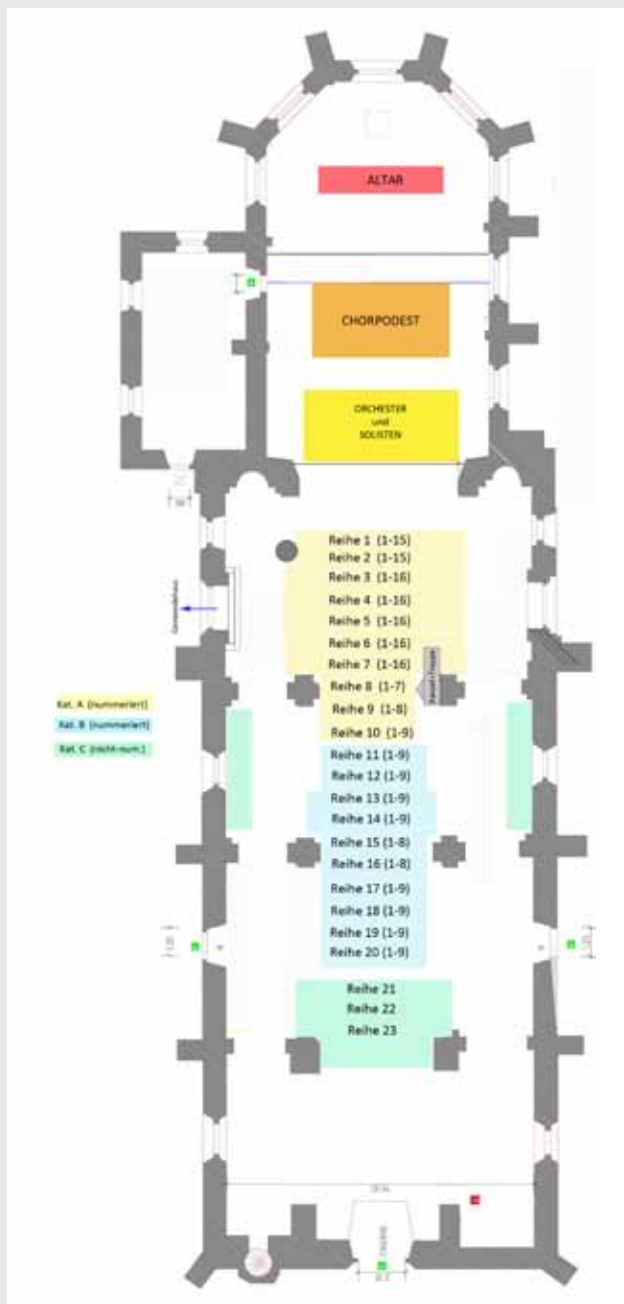 ALTAR
CHORPODEST
ORCHESTER
und
SOLISTEN
Gemeindehaus
Reihe 1 (1-15)
Reihe 2 (1-15)
Reihe 3 (1-16)
Reihe 4 (1-16)
Reihe 5 (1-16)
Reihe 6 (1-16)
Reihe 7 (1-16)
Reihe 8 (1-7)
Reihe 9 (1-8)
Reihe 10 (1-9)
Kat. A (nummeriert)
Kat. B (nummeriert)
Kat. C (nicht-num.)
Reihe 11 (1-9)
Reihe 12 (1-9)
Reihe 13 (1-9)
Reihe 14 (1-9)
Reihe 15 (1-8)
Reihe 16 (1-8)
Reihe 17 (1-9)
Reihe 18 (1-9)
Reihe 19 (1-9)
Reihe 20 (1-9)
Reihe 21
Reihe 22
Reihe 23